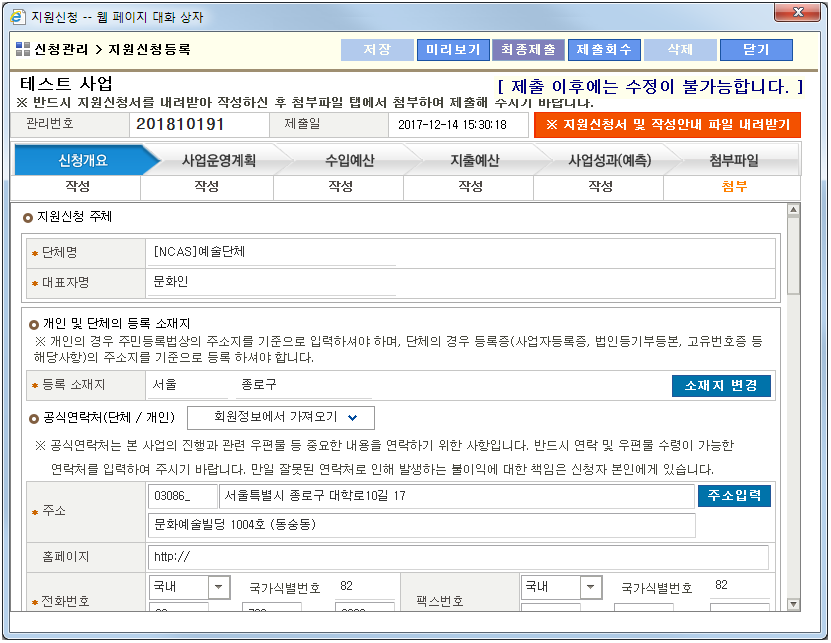 지원신청 -- 웹 페이지 대화 상자
신청관리 > 지원신청등록
저장 미리보기 최종제출 제출회수 삭제 닫기
테스트 사업
[ 제출 이후에는 수정이 불가능합니다. ]
※ 반드시 지원신청서를 내려받아 작성하신 후 첨부파일 탭에서 첨부하여 제출해 주시기 바랍니다.
관리번호 201810191 제출일 2017-12-14 15:30:18 ※ 지원신청서 및 작성안내 파일 내려받기
신청개요 사업운영계획 수입예산 지출예산 사업성과(예측) 첨부파일
작성 작성 작성 작성 작성 첨부
지원신청 주체
* 단체명 [NCAS]예술단체
* 대표자명 문화인
개인 및 단체의 등록 소재지
※ 개인의 경우 주민등록법상의 주소지를 기준으로 입력하셔야 하며, 단체의 경우 등록증(사업자등록증, 법인등기부등본, 고유번호증 등
해당사항)의 주소지를 기준으로 등록 하셔야 합니다.
* 등록 소재지 서울 종로구 소재지 변경
공식연락처(단체 / 개인) 회원정보에서 가져오기
※ 공식연락처는 본 사업의 진행과 관련 우편물 등 중요한 내용을 연락하기 위한 사항입니다. 반드시 연락 및 우편물 수령이 가능한
연락처를 입력하여 주시기 바랍니다. 만일 잘못된 연락처로 인해 발생하는 불이익에 대한 책임은 신청자 본인에게 있습니다.
* 주소 03086_ 서울특별시 종로구 대학로10길 17 주소입력
문화예술빌딩 1004호 (동숭동)
홈페이지 http://
* 전화번호 국내 국가식별번호 82 팩스번호 국내 국가식별번호 82